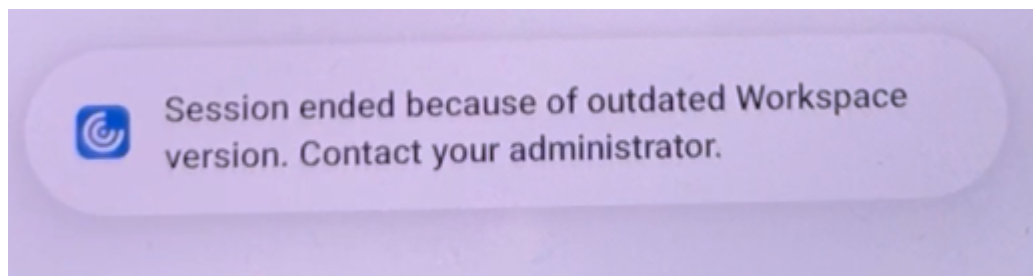 Session ended because of outdated Workspace
version. Contact your administrator.